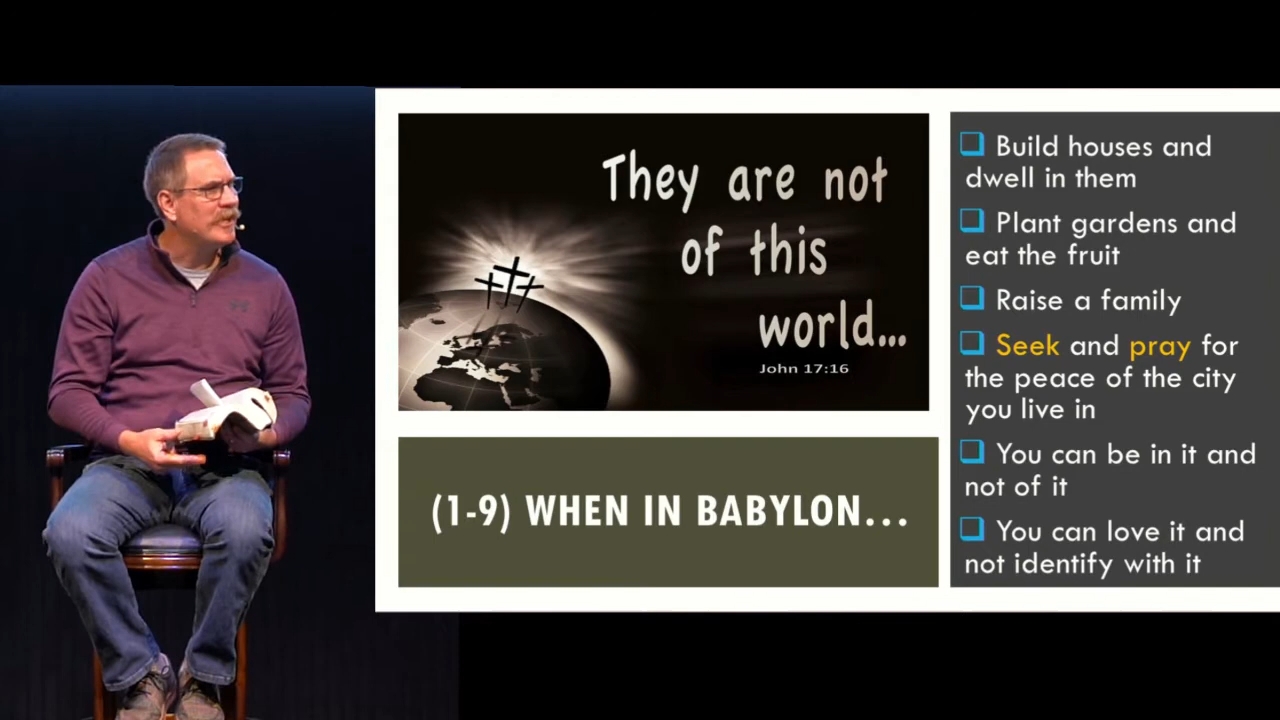 They are not
of this
world...
John 17:16
(1-9) WHEN IN BABYLON...
❑ Build houses and
dwell in them
❑ Plant gardens and
eat the fruit
❑ Raise a family
❑ Seek and pray for
the peace of the city
you live in
❑ You can be in it and
not of it
❑ You can love it and
not identify with it